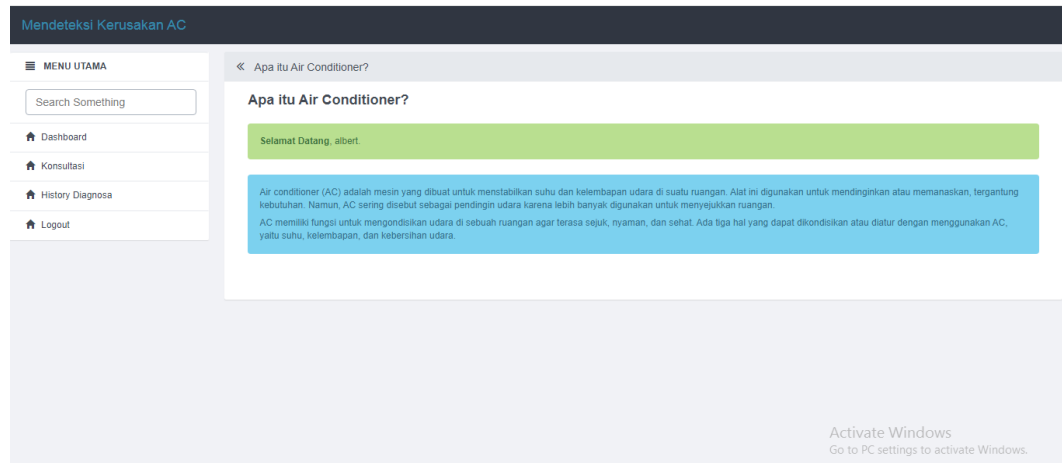 Mendeteksi Kerusakan AC
MENU UTAMA
Search Something
Dashboard
Konsultasi
History Diagnosa
Logout
« Apa itu Air Conditioner?
Apa itu Air Conditioner?
Selamat Datang, albert.
Air conditioner (AC) adalah mesin yang dibuat untuk menstabilkan suhu dan kelembapan udara di suatu ruangan. Alat ini digunakan untuk mendinginkan atau memanaskan, tergantung
kebutuhan. Namun, AC sering disebut sebagai pendingin udara karena lebih banyak digunakan untuk menyejukkan ruangan.
AC memiliki fungsi untuk mengondisikan udara di sebuah ruangan agar terasa sejuk, nyaman, dan sehat. Ada tiga hal yang dapat dikondisikan atau diatur dengan menggunakan AC,
yaitu suhu, kelembapan, dan kebersihan udara.
Activate Windows
Go to PC settings to activate Windows.